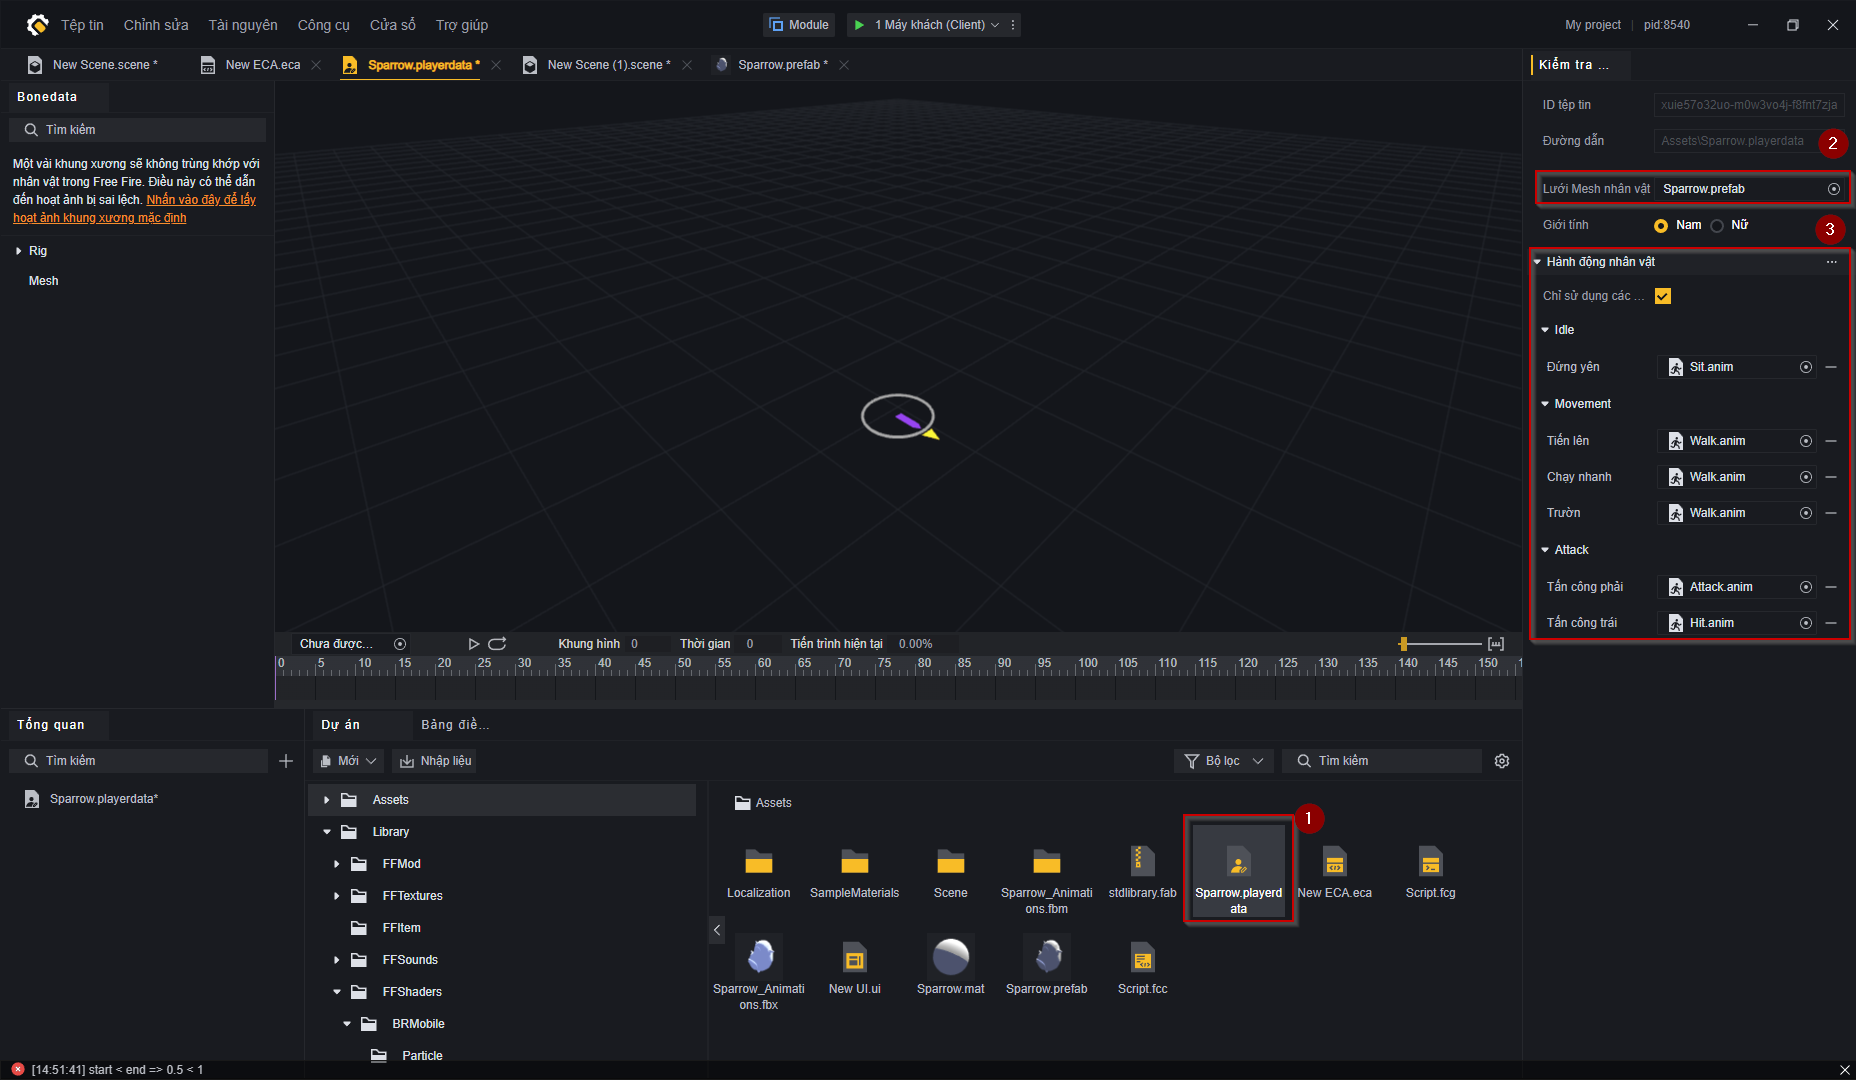 Tệp tin Chỉnh sửa Tài nguyên Công cụ Cửa sổ Trợ giúp Module 1 Máy khách (Client) My project pid:8540
New Scene.scene * New ECA.eca Sparrow.playerdata * New Scene (1).scene * Sparrow.prefab *
Bonedata
Tìm kiếm
Một vài khung xương sẽ không trùng khớp với
nhân vật trong Free Fire. Điều này có thể dẫn
đến hoạt ảnh bị sai lệch. Nhấn vào đây để lấy
hoạt ảnh khung xương mặc định
Rig
Mesh
Kiểm tra ...
ID tệp tin xuie57o32uo-m0w3vo4j-f8fnt7zja
Đường dẫn Assets\Sparrow.playerdata
2
Lưới Mesh nhân vật Sparrow.prefab
Giới tính Nam Nữ
3
Hành động nhân vật ...
Chỉ sử dụng các ...
Idle
Đứng yên Sit.anim
Movement
Tiến lên Walk.anim
Chạy nhanh Walk.anim
Trườn Walk.anim
Attack
Tấn công phải Attack.anim
Tấn công trái Hit.anim
Chưa được... Khung hình 0 Thời gian 0 Tiến trình hiện tại 0.00%
0 5 10 15 20 25 30 35 40 45 50 55 60 65 70 75 80 85 90 95 100 105 110 115 120 125 130 135 140 145 150
Tổng quan
Tìm kiếm
Sparrow.playerdata*
Dự án Bảng điề...
Mới Nhập liệu Bộ lọc Tìm kiếm
Assets
Library
FFMod
FFTextures
FFItem
FFSounds
FFShaders
BRMobile
Particle
Assets
1
Localization SampleMaterials Scene Sparrow_Animati
ons.fbm stdlibrary.fab Sparrow.playerd
ata New ECA.eca Script.fcg
Sparrow_Animati
ons.fbx New UI.ui Sparrow.mat Sparrow.prefab Script.fcc
[14:51:41] start < end => 0.5 < 1